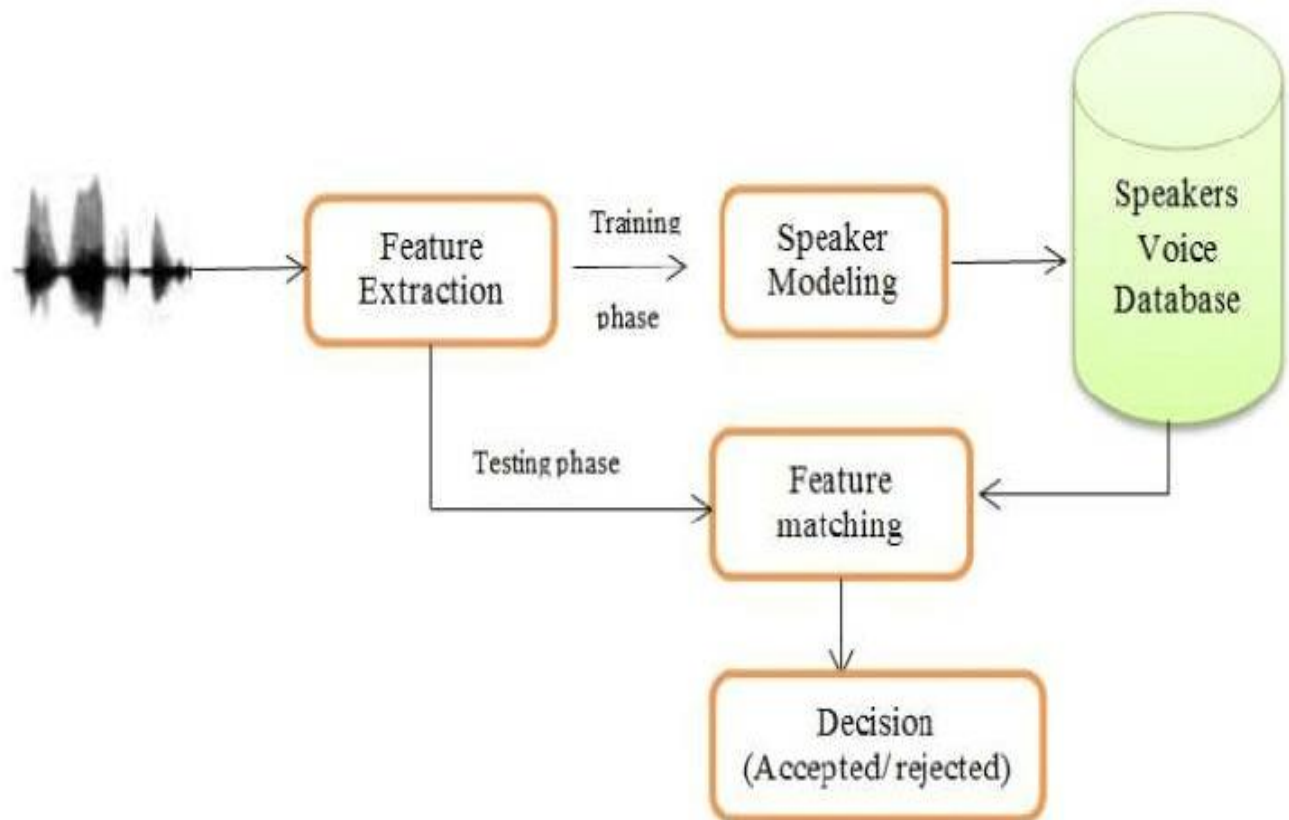 Feature
Extraction
Training
phase
Speaker
Modeling
Speakers
Voice
Database
Testing phase
Feature
matching
Decision
(Accepted/ rejected)